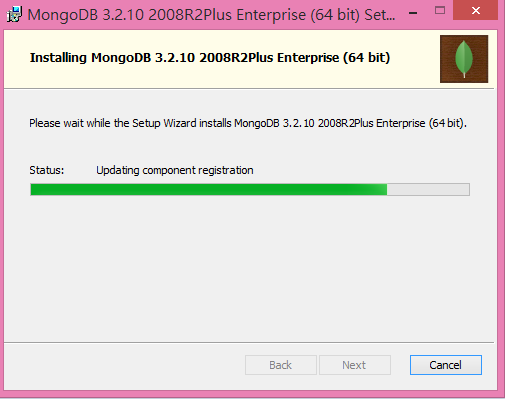 MongoDB 3.2.10 2008R2Plus Enterprise (64 bit) Set...
Installing MongoDB 3.2.10 2008R2Plus Enterprise (64 bit)
Please wait while the Setup Wizard installs MongoDB 3.2.10 2008R2Plus Enterprise (64 bit).
Status: Updating component registration
Back Next Cancel